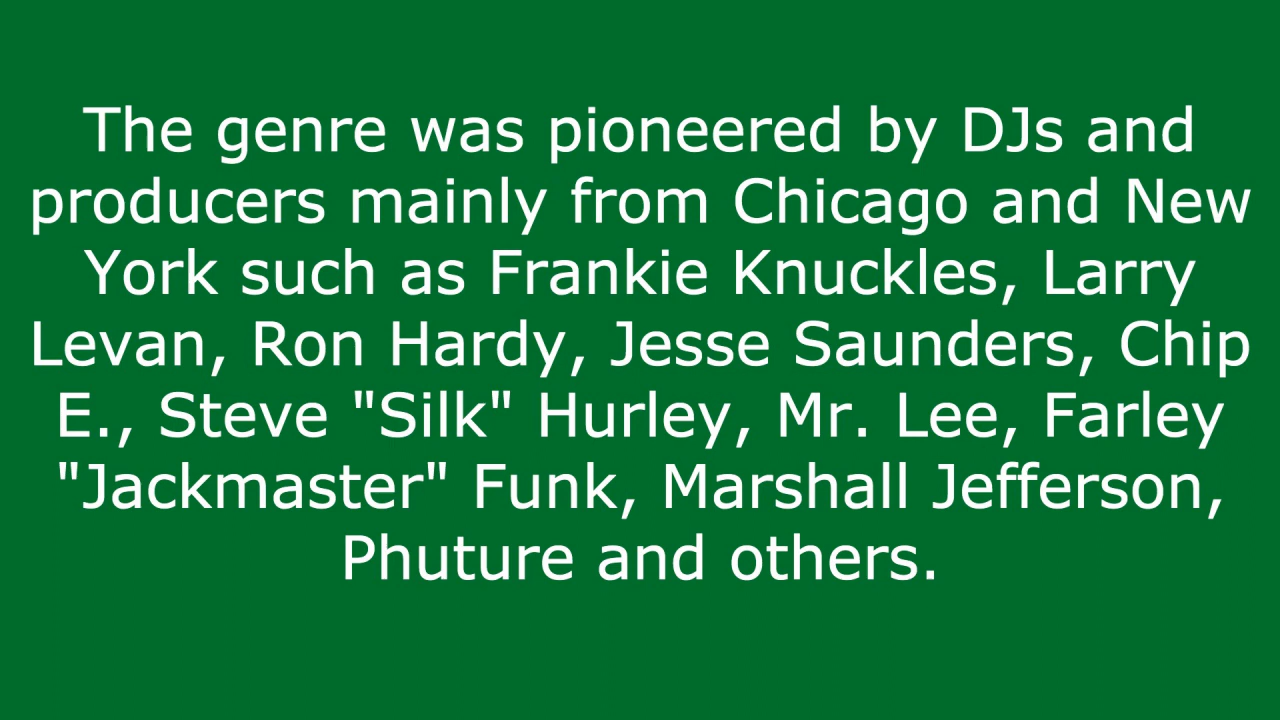 The genre was pioneered by DJs and
producers mainly from Chicago and New
York such as Frankie Knuckles, Larry
Levan, Ron Hardy, Jesse Saunders, Chip
E., Steve "Silk" Hurley, Mr. Lee, Farley
"Jackmaster" Funk, Marshall Jefferson,
Phuture and others.